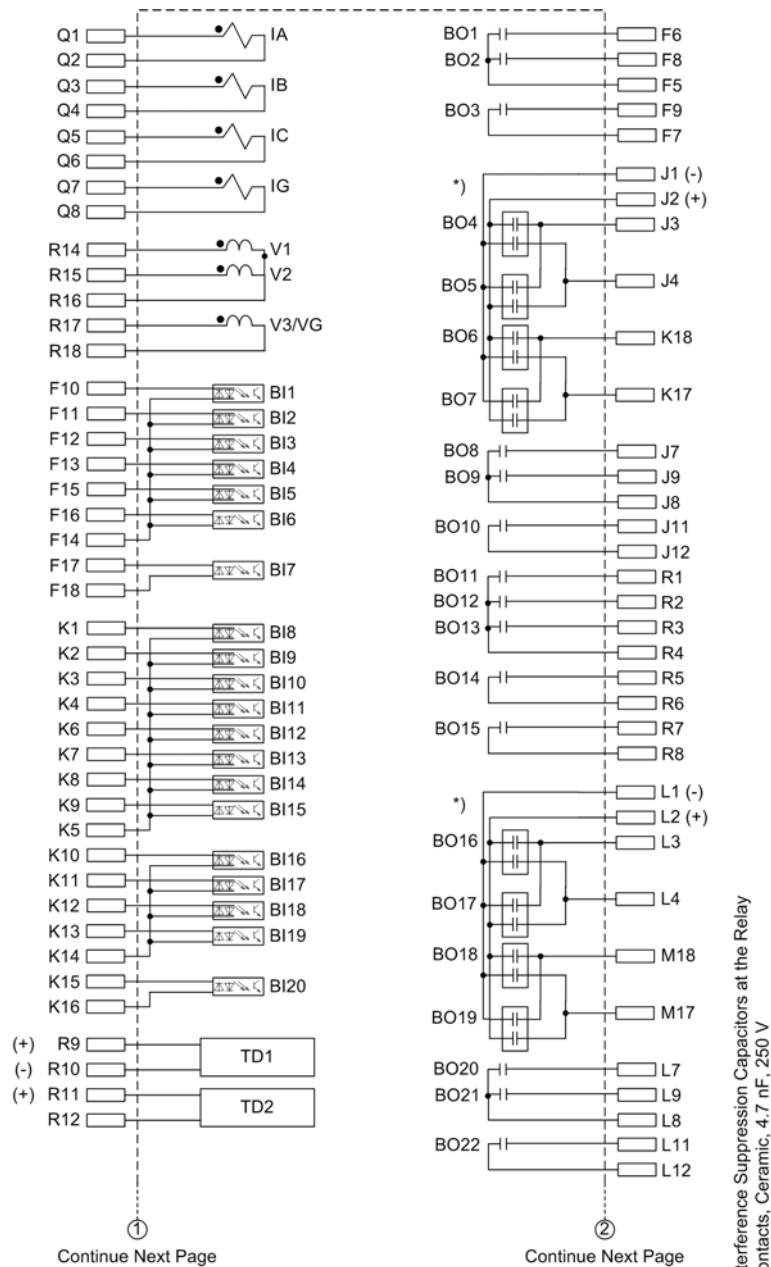 Q1
IA
Q2
Q3
IB
Q4
Q5
IC
Q6
Q7
IG
Q8
R14
V1
R15
V2
R16
R17
V3/VG
R18
F10
BI1
F11
BI2
F12
BI3
F13
BI4
F15
BI5
F16
BI6
F14
F17
BI7
F18
K1
BI8
K2
BI9
K3
BI10
K4
BI11
K6
BI12
K7
BI13
K8
BI14
K9
BI15
K5
K10
BI16
K11
BI17
K12
BI18
K13
BI19
K14
K15
BI20
K16
(+) R9
TD1
(-) R10
(+) R11
TD2
R12
1
Continue Next Page
BO1
F6
BO2
F8
F5
BO3
F9
F7
*)
J1 (-)
J2 (+)
BO4
J3
BO5
J4
BO6
K18
BO7
K17
BO8
J7
BO9
J9
J8
BO10
J11
J12
BO11
R1
BO12
R2
BO13
R3
R4
BO14
R5
R6
BO15
R7
R8
*)
L1 (-)
L2 (+)
BO16
L3
BO17
L4
BO18
M18
BO19
M17
BO20
L7
BO21
L9
L8
BO22
L11
L12
2
Continue Next Page
terference Suppression Capacitors at the Relay
ontacts, Ceramic, 4.7 nF, 250 V